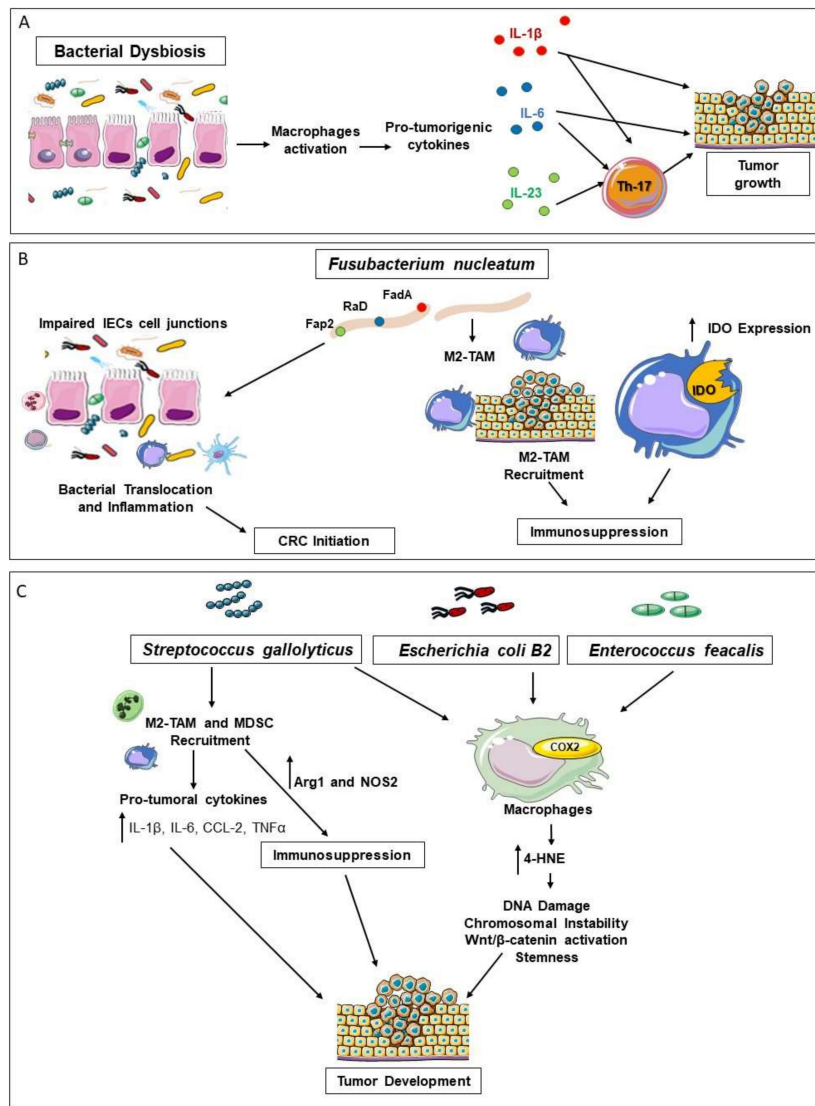 A
Bacterial Dysbiosis
Macrophages
activation
Pro-tumorigenic
cytokines
IL-1β
IL-6
IL-23
Th-17
Tumor
growth
B
Fusubacterium nucleatum
Impaired IECs cell junctions
Fap2
RaD
FadA
M2-TAM
IDO Expression
IDO
M2-TAM
Recruitment
Bacterial Translocation
and Inflammation
CRC Initiation
Immunosuppression
C
Streptococcus gallolyticus
Escherichia coli B2
Enterococcus feacalis
M2-TAM and MDSC
Recruitment
Arg1 and NOS2
Pro-tumoral cytokines
IL-1β, IL-6, CCL-2, TNFα
Immunosuppression
COX2
Macrophages
4-HNE
DNA Damage
Chromosomal Instability
Wnt/β-catenin activation
Stemness
Tumor Development